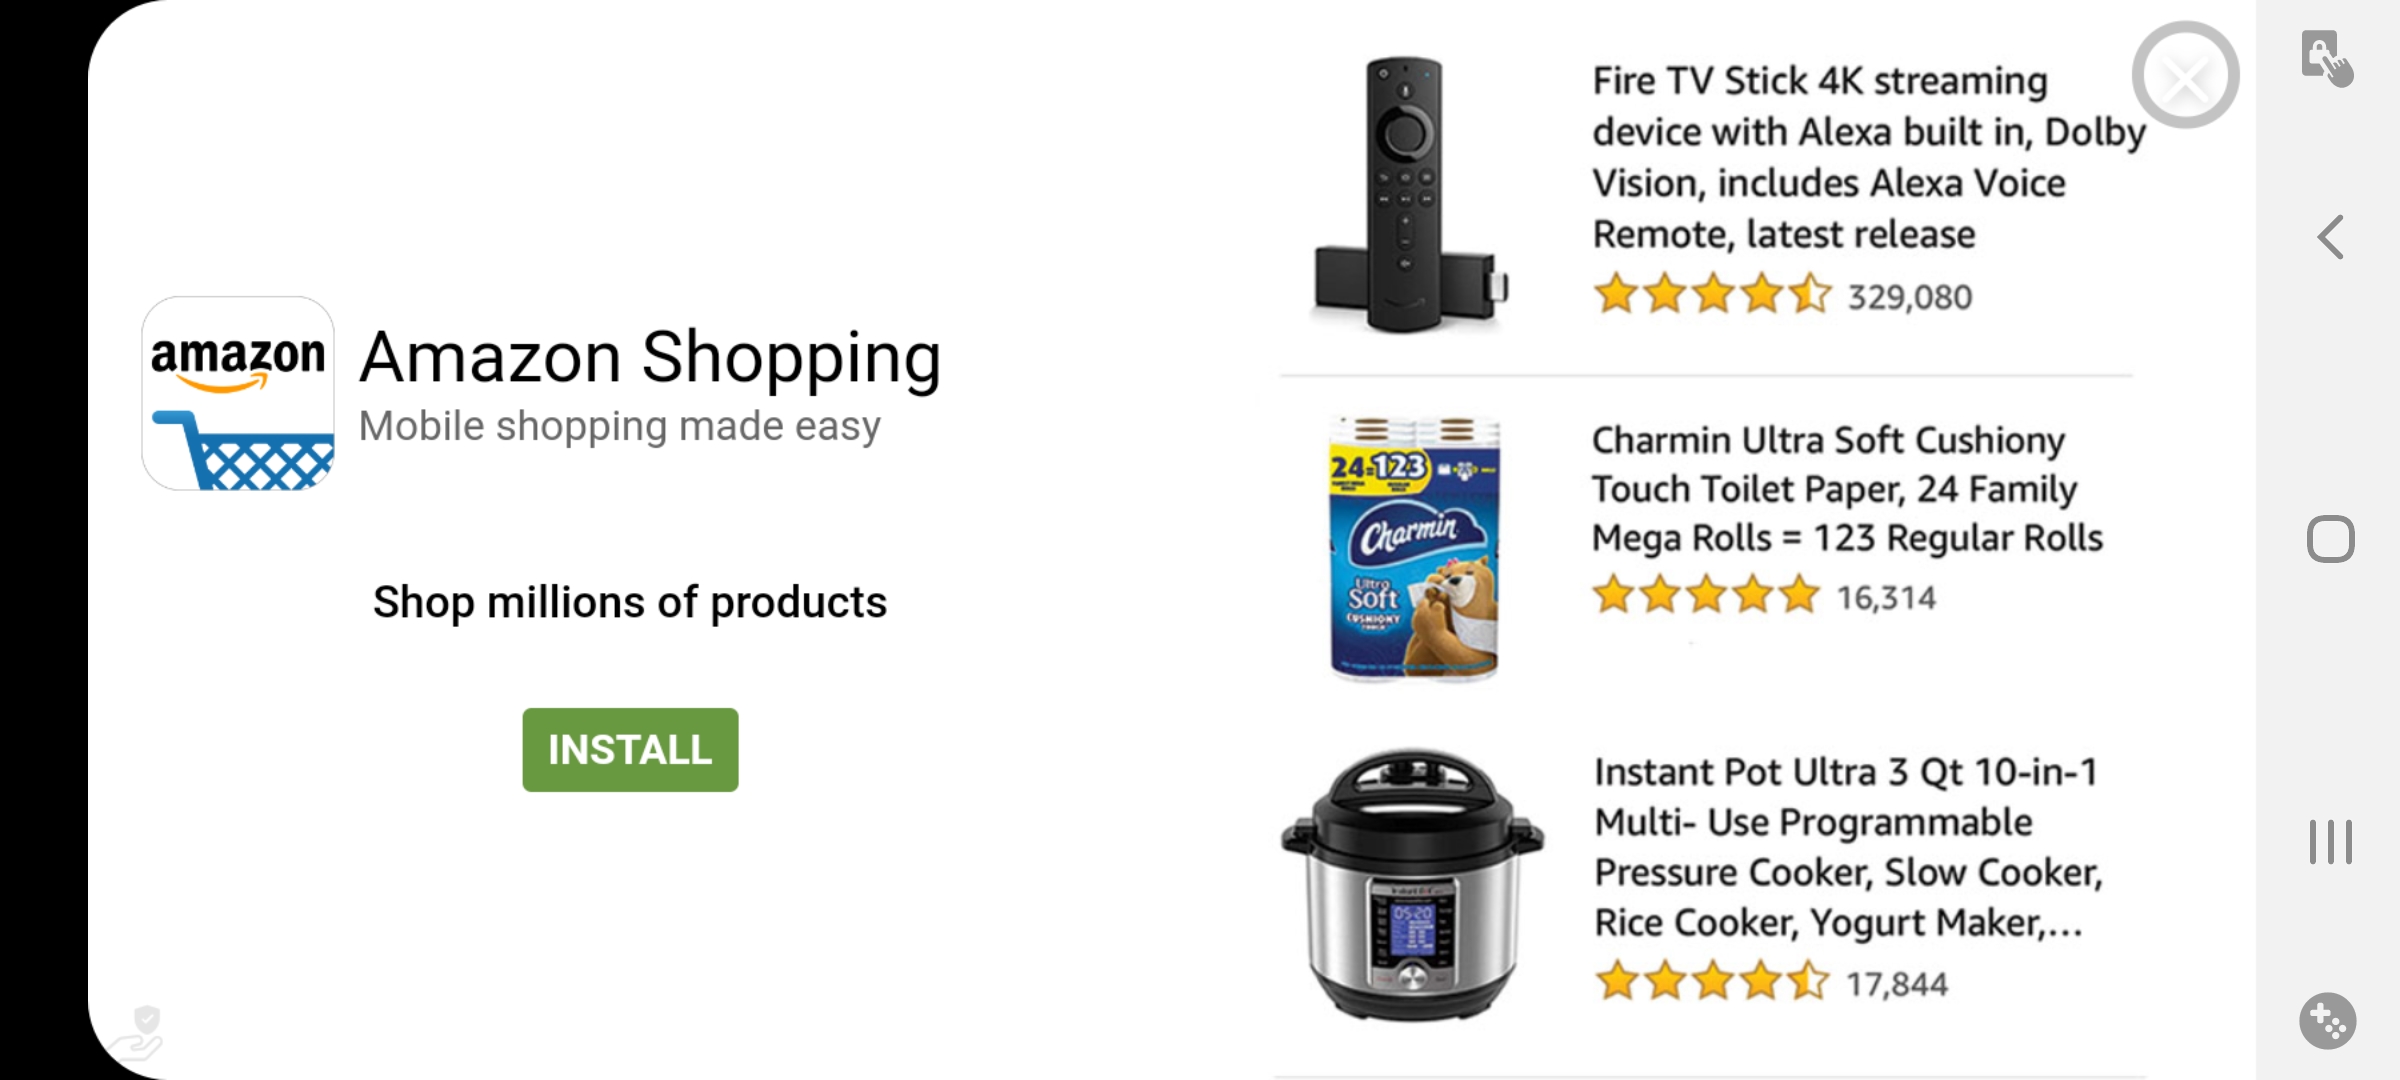 amazon
Amazon Shopping
Mobile shopping made easy
Shop millions of products
INSTALL
Fire TV Stick 4K streaming
device with Alexa built in, Dolby
Vision, includes Alexa Voice
Remote, latest release
329,080
24=123
Charmin
Ultra
Soft
CUSHIONY
TOUCH
Charmin Ultra Soft Cushiony
Touch Toilet Paper, 24 Family
Mega Rolls = 123 Regular Rolls
16,314
05:20
Instant Pot Ultra 3 Qt 10-in-1
Multi- Use Programmable
Pressure Cooker, Slow Cooker,
Rice Cooker, Yogurt Maker,...
17,844